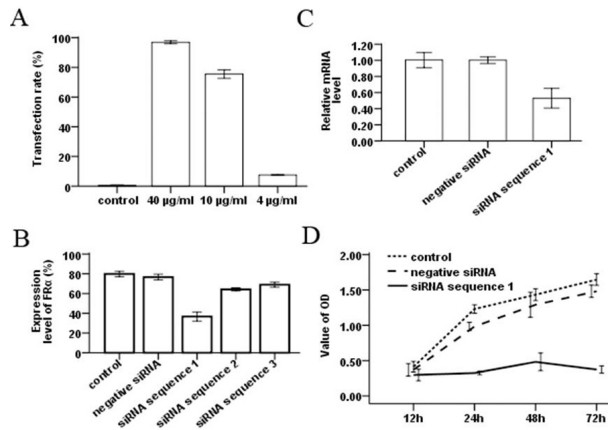 A
Transfection rate (%)
100
80
60
40
20
0
control 40 µg/ml 10 µg/ml 4 µg/ml
B
Expression
level of FRα (%)
100
80
60
40
20
0
control
negative siRNA
siRNA sequence 1
siRNA sequence 2
siRNA sequence 3
C
Relative mRNA
level
1.20
1.00
0.80
0.60
0.40
0.20
0.00
control
negative siRNA
siRNA sequence 1
D
control
negative siRNA
siRNA sequence 1
Value of OD
2.00
1.50
1.00
0.50
0.00
12h 24h 48h 72h